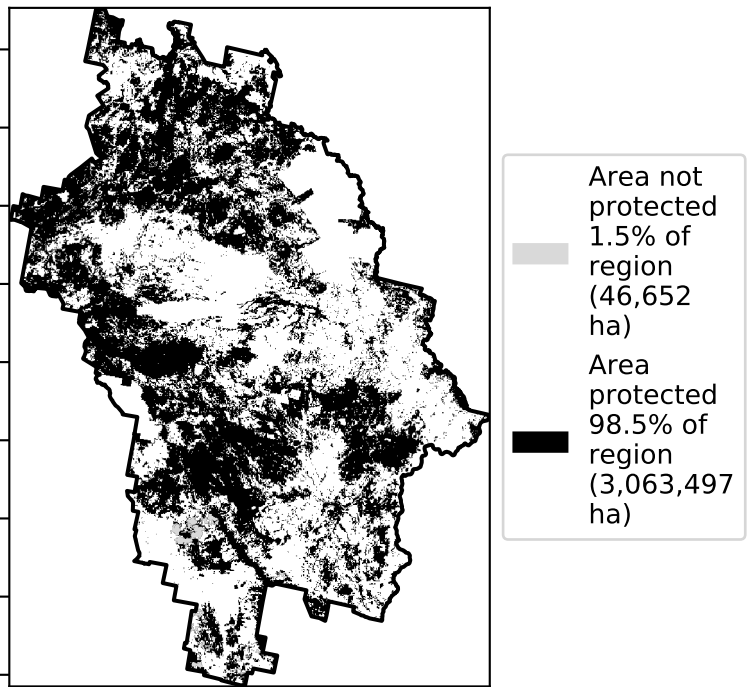 Area not
protected
1.5% of
region
(46,652
ha)
Area
protected
98.5% of
region
(3,063,497
ha)